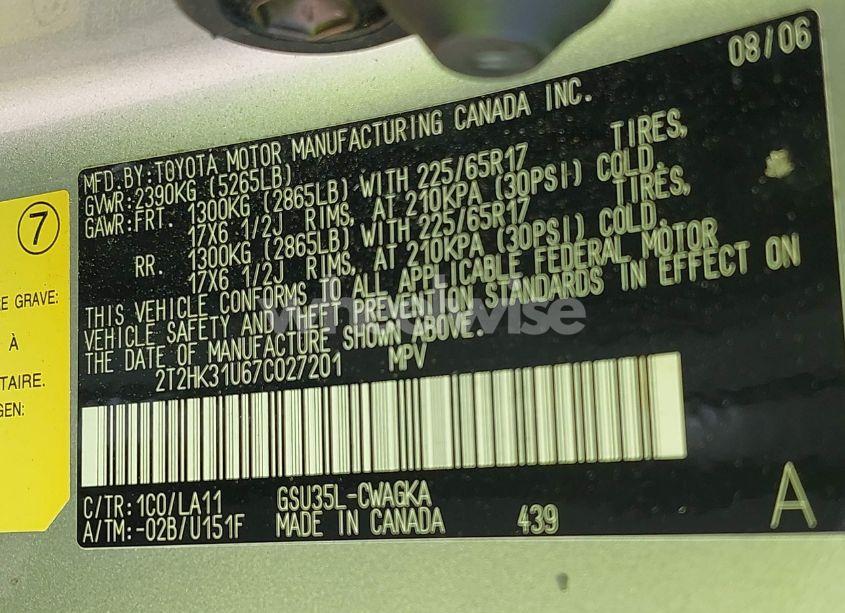 08/06
MFD.BY:TOYOTA MOTOR MANUFACTURING CANADA INC.
GVWR:2390KG (5265LB)
GAWR:FRT. 1300KG (2865LB) WITH 225/65R17 TIRES,
17X6 1/2J RIMS, AT 210KPA (30PSI) COLD.
RR. 1300KG (2865LB) WITH 225/65R17 TIRES,
17X6 1/2J RIMS, AT 210KPA (30PSI) COLD.
THIS VEHICLE CONFORMS TO ALL APPLICABLE FEDERAL MOTOR
VEHICLE SAFETY AND THEFT PREVENTION STANDARDS IN EFFECT ON
THE DATE OF MANUFACTURE SHOWN ABOVE.
2T2HK31U67C027201 MPV
C/TR:1C0/LA11 GSU35L-CWAGKA
A/TM:-02B/U151F MADE IN CANADA 439
A
7
E GRAVE:
À
TAIRE.
GEN: